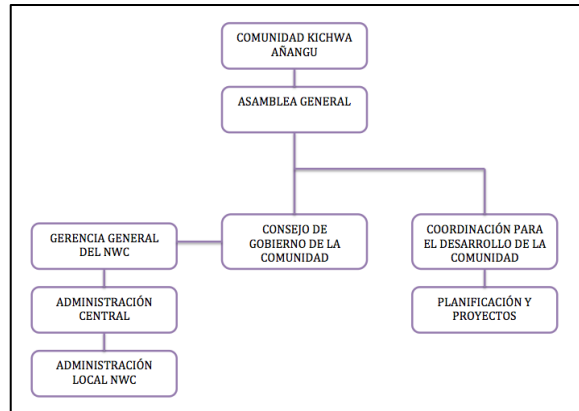 COMUNIDAD KICHWA
AÑANGU
ASAMBLEA GENERAL
GERENCIA GENERAL
DEL NWC
CONSEJO DE
GOBIERNO DE LA
COMUNIDAD
COORDINACIÓN PARA
EL DESARROLLO DE LA
COMUNIDAD
ADMINISTRACIÓN
CENTRAL
PLANIFICACIÓN Y
PROYECTOS
ADMINISTRACIÓN
LOCAL NWC